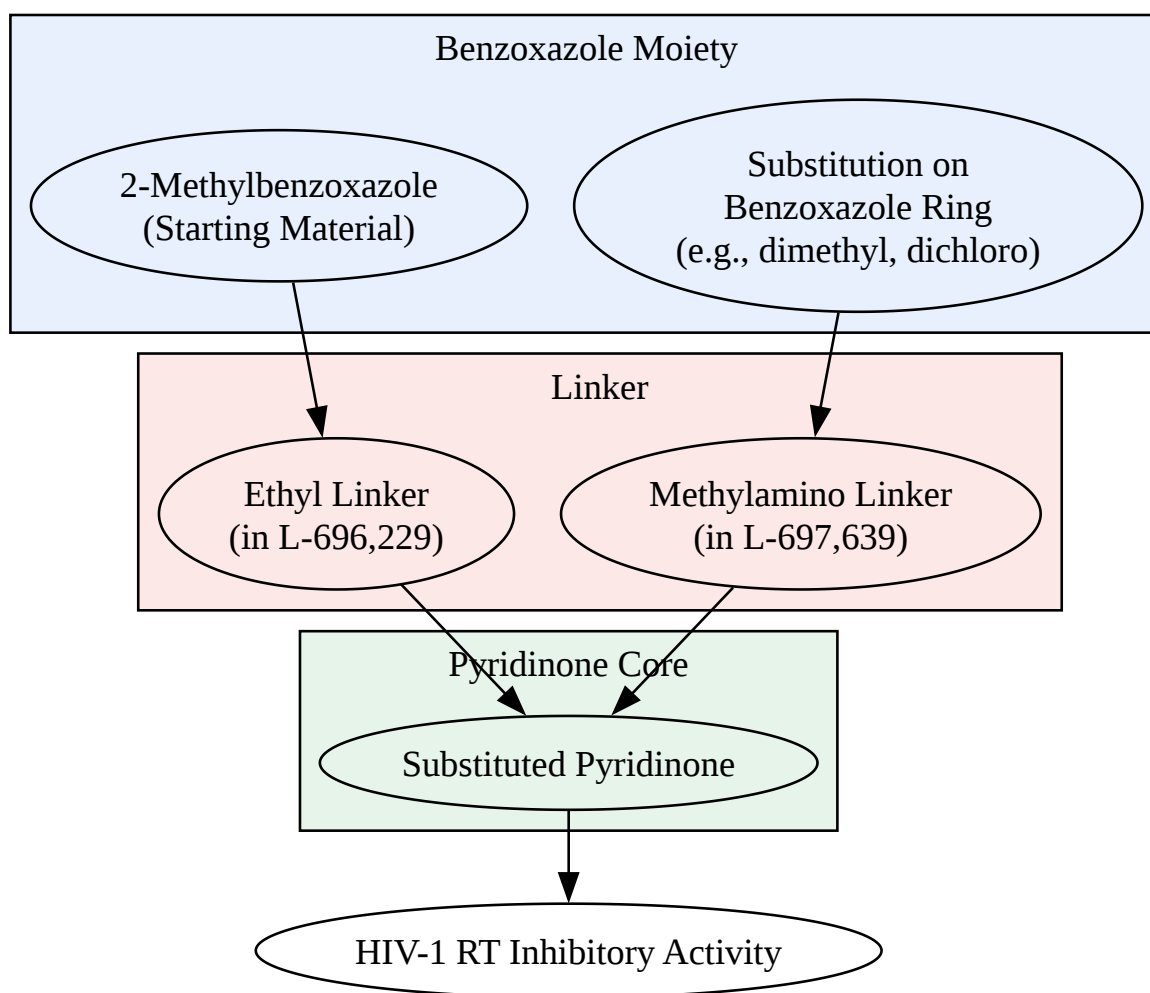 Benzoxazole Moiety
2-Methylbenzoxazole
(Starting Material)
Substitution on
Benzoxazole Ring
(e.g., dimethyl, dichloro)
Linker
Ethyl Linker
(in L-696,229)
Methylamino Linker
(in L-697,639)
Pyridinone Core
Substituted Pyridinone
HIV-1 RT Inhibitory Activity